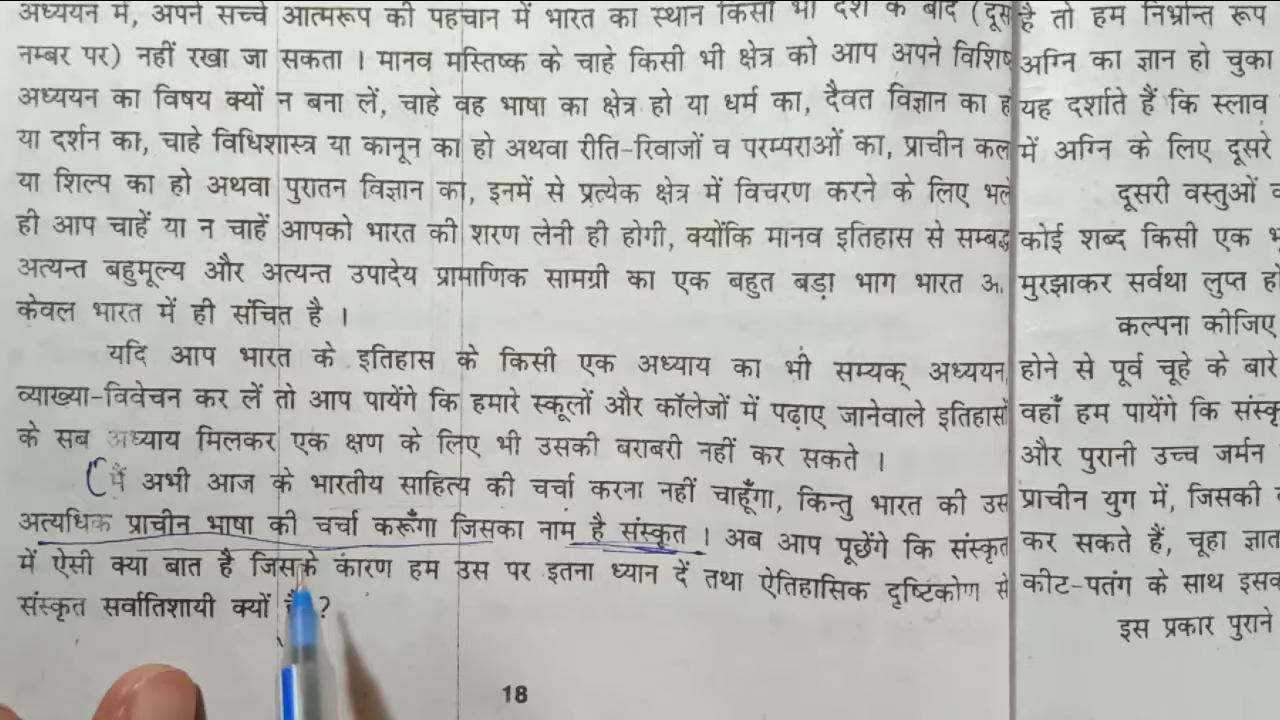 अध्ययन में, अपने सच्चे आत्मरूप की पहचान में भारत का स्थान किसी भी देश के बाद (दूस
नम्बर पर) नहीं रखा जा सकता । मानव मस्तिष्क के चाहे किसी भी क्षेत्र को आप अपने विशिष
अध्ययन का विषय क्यों न बना लें, चाहे वह भाषा का क्षेत्र हो या धर्म का, दैवत विज्ञान का ह
या दर्शन का, चाहे विधिशास्त्र या कानून का हो अथवा रीति-रिवाजों व परम्पराओं का, प्राचीन कल
या शिल्प का हो अथवा पुरातन विज्ञान का, इनमें से प्रत्येक क्षेत्र में विचरण करने के लिए भले
ही आप चाहें या न चाहें आपको भारत की शरण लेनी ही होगी, क्योंकि मानव इतिहास से सम्बद्ध
अत्यन्त बहुमूल्य और अत्यन्त उपादेय प्रामाणिक सामग्री का एक बहुत बड़ा भाग भारत
केवल भारत में ही संचित है ।
यदि आप भारत के इतिहास के किसी एक अध्याय का भी सम्यक् अध्ययन
व्याख्या-विवेचन कर लें तो आप पायेंगे कि हमारे स्कूलों और कॉलेजों में पढ़ाए जानेवाले इतिहासों
के सब अध्याय मिलकर एक क्षण के लिए भी उसकी बराबरी नहीं कर सकते ।
मैं अभी आज के भारतीय साहित्य की चर्चा करना नहीं चाहूँगा, किन्तु भारत की उस
अत्यधिक प्राचीन भाषा की चर्चा करूँगा जिसका नाम है संस्कृत । अब आप पूछेंगे कि संस्कृत
में ऐसी क्या बात है जिसके कारण हम उस पर इतना ध्यान दें तथा ऐतिहासिक दृष्टिकोण से
संस्कृत सर्वातिशायी क्यों है ?
18
है तो हम निर्भ्रान्त रूप
अग्नि का ज्ञान हो चुका
यह दर्शाते हैं कि स्लाव
में अग्नि के लिए दूसरे
दूसरी वस्तुओं
कोई शब्द किसी एक
मुरझाकर सर्वथा लुप्त हो
कल्पना कीजिए
होने से पूर्व चूहे के बारे
वहाँ हम पायेंगे कि संस्कृ
और पुरानी उच्च जर्मन
प्राचीन युग में, जिसकी
कर सकते हैं, चूहा ज्ञात
कीट-पतंग के साथ इसक
इस प्रकार पुराने